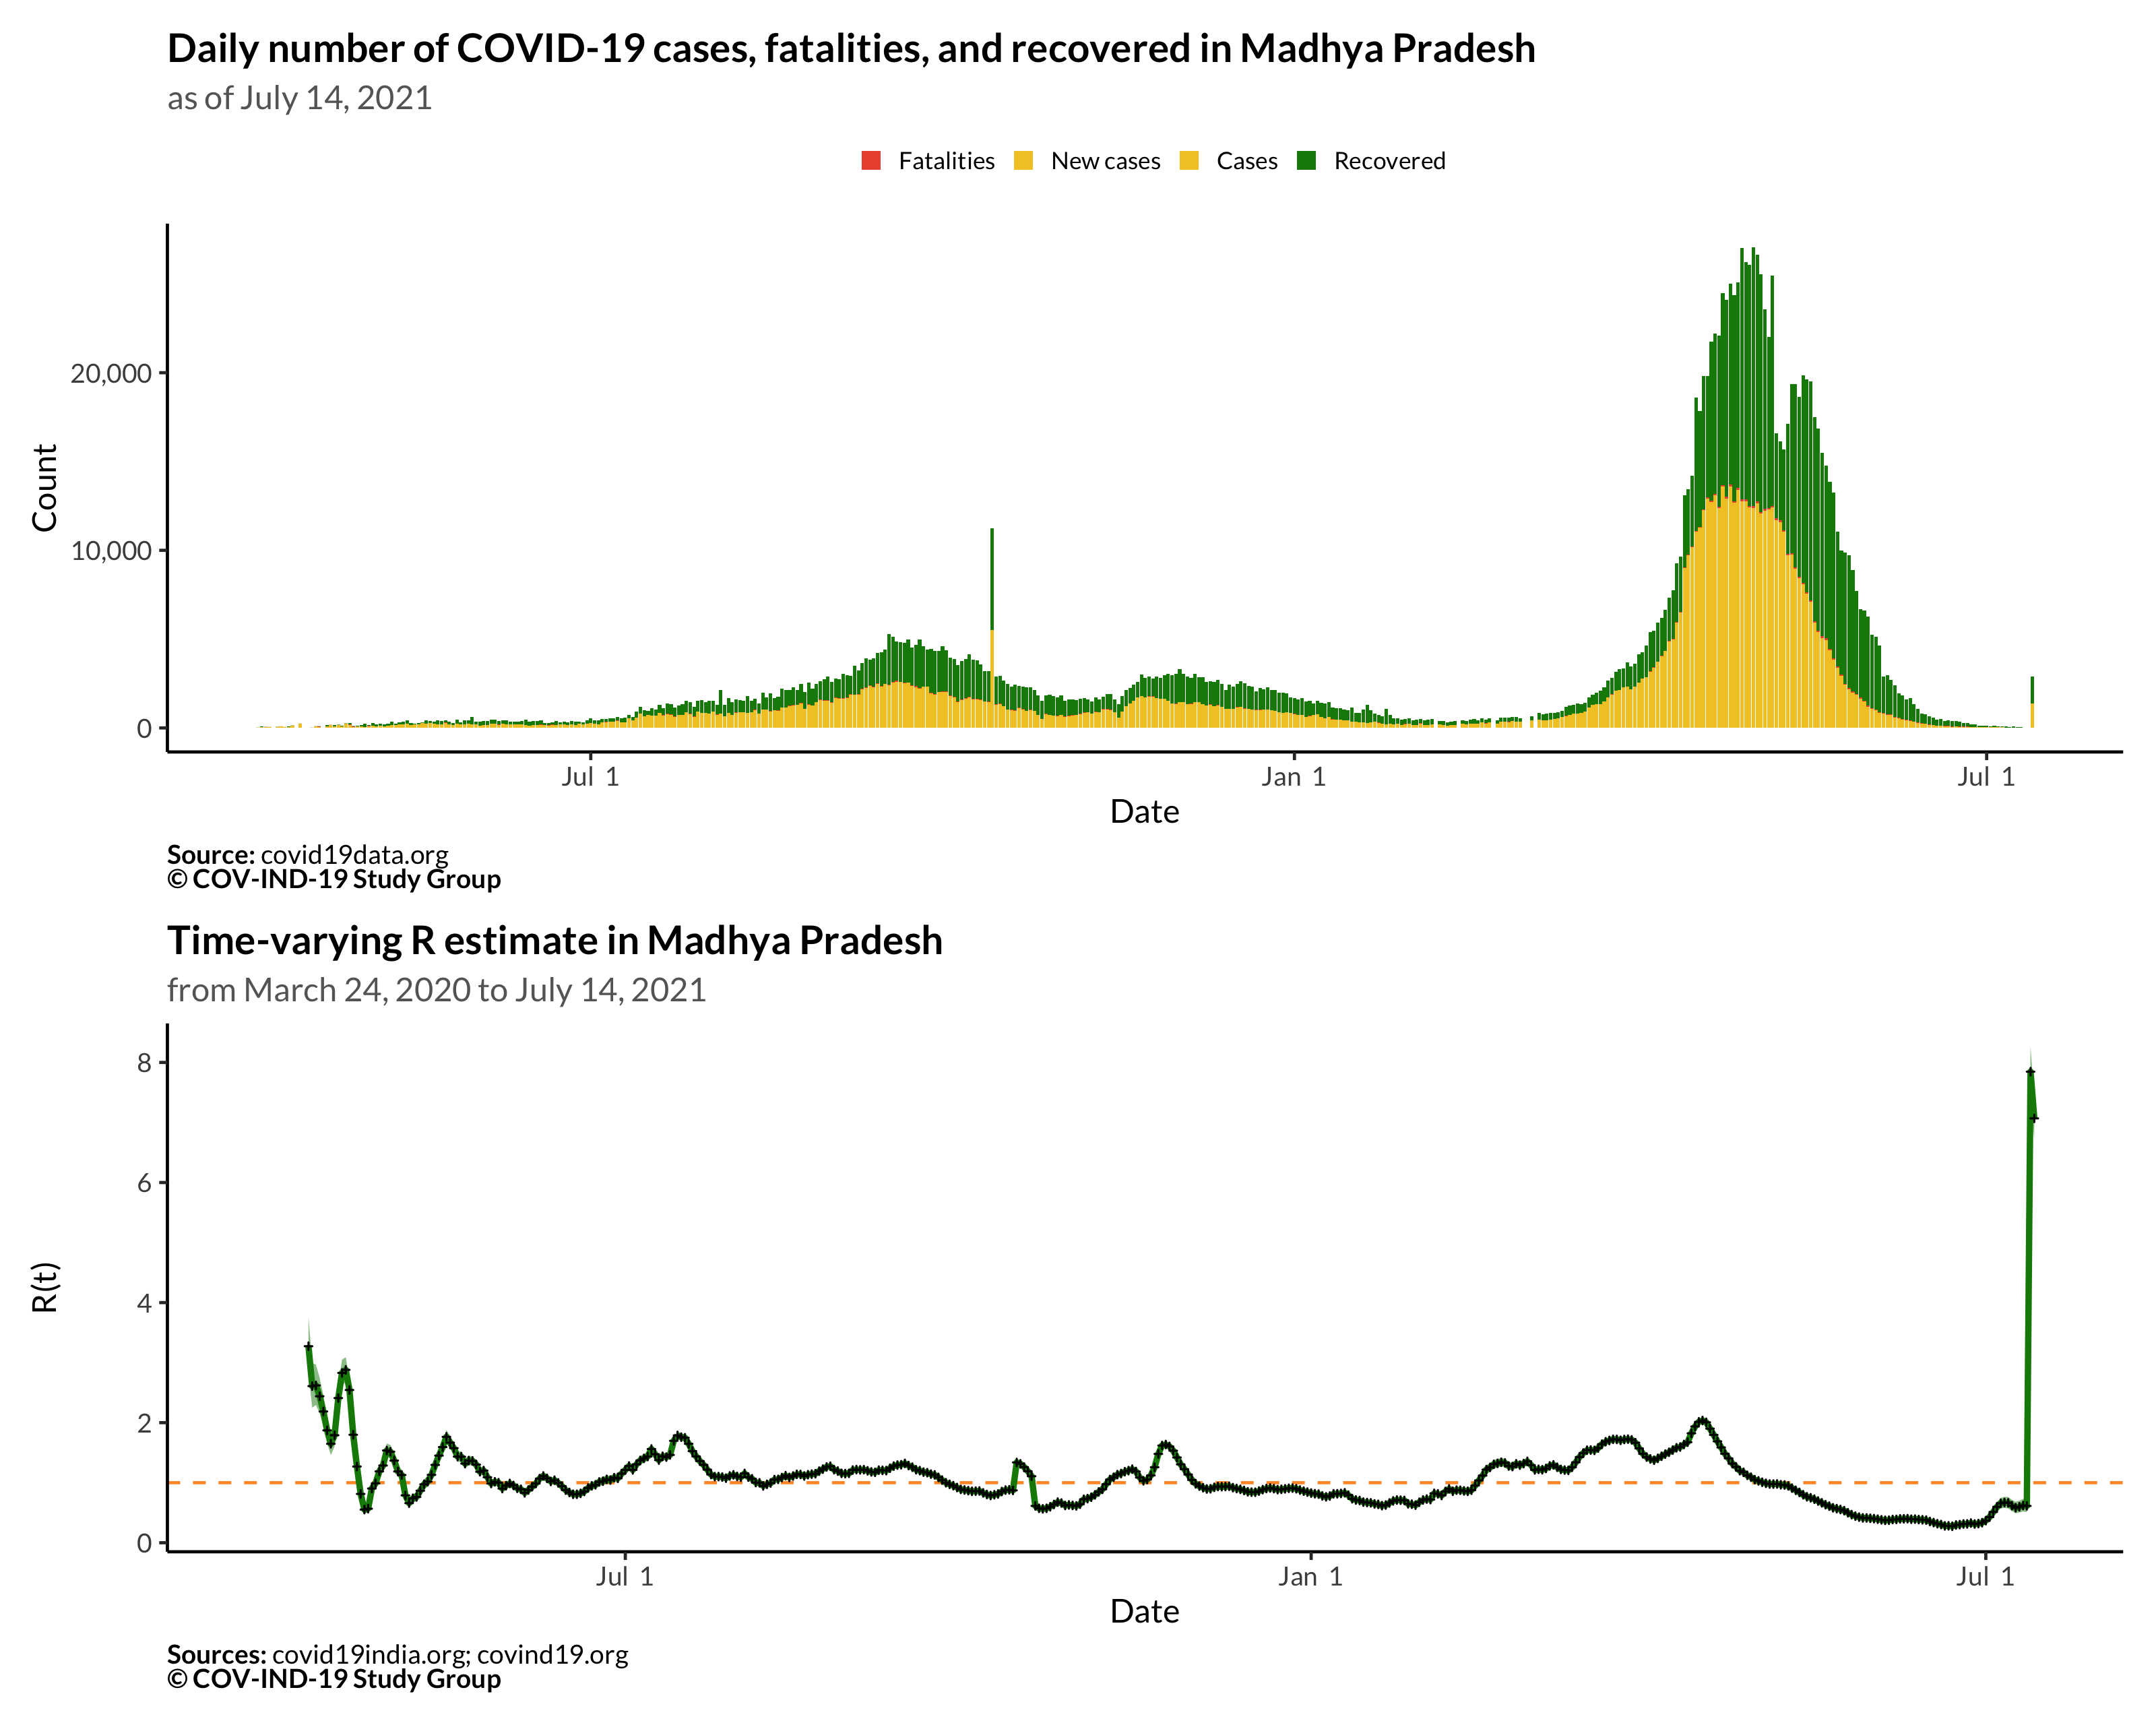 Daily number of COVID-19 cases, fatalities, and recovered in Madhya Pradesh
as of July 14, 2021
Fatalities New cases Cases Recovered
Count
20,000
10,000
0
Jul 1 Jan 1 Jul 1
Date
Source: covid19data.org
© COV-IND-19 Study Group
Time-varying R estimate in Madhya Pradesh
from March 24, 2020 to July 14, 2021
R(t)
8
6
4
2
0
Jul 1 Jan 1 Jul 1
Date
Sources: covid19india.org; covind19.org
© COV-IND-19 Study Group